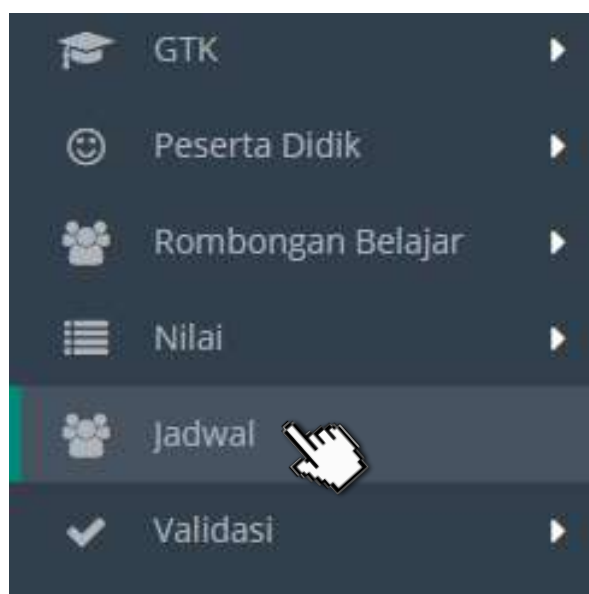 GTK
Peserta Didik
Rombongan Belajar
Nilai
Jadwal
Validasi